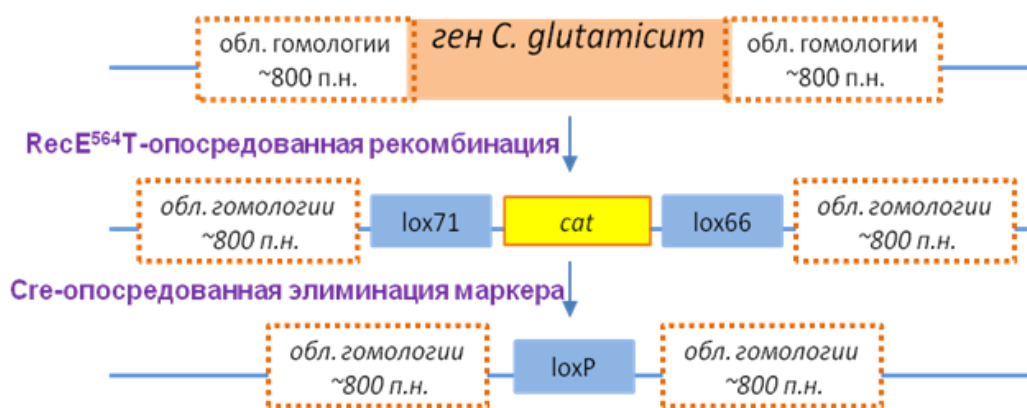 обл. гомологии
~800 п.н.
ген C. glutamicum
обл. гомологии
~800 п.н.
RecE⁵⁶⁴T-опосредованная рекомбинация
обл. гомологии
~800 п.н.
lox71
cat
lox66
обл. гомологии
~800 п.н.
Cre-опосредованная элиминация маркера
обл. гомологии
~800 п.н.
loxP
обл. гомологии
~800 п.н.